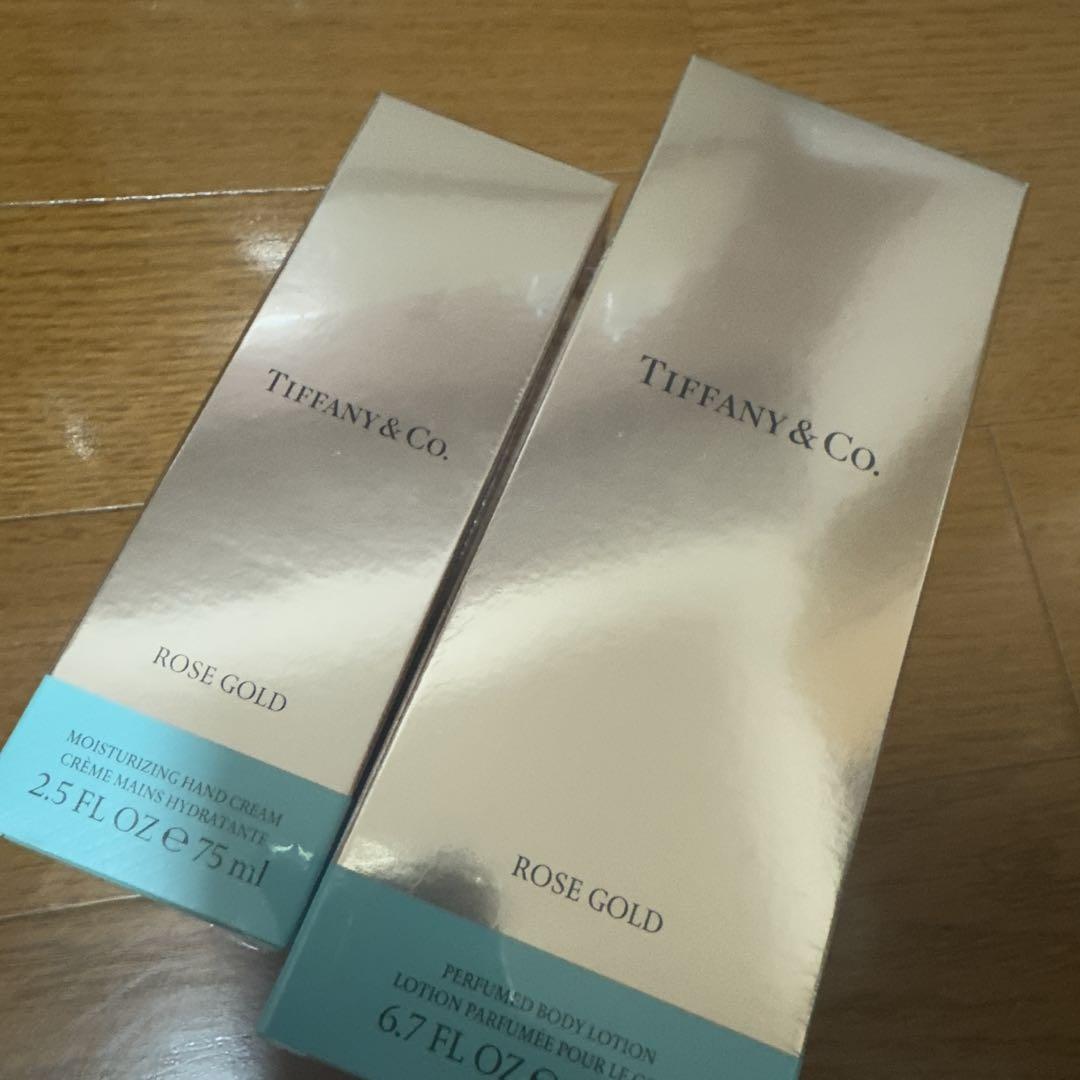 TIFFANY & CO.
ROSE GOLD
MOISTURIZING HAND CREAM
CRÈME MAINS HYDRATANTE
2.5 FL OZ ℮ 75 ml
TIFFANY & CO.
ROSE GOLD
PERFUMED BODY LOTION
LOTION PARFUMÉE POUR LE
6.7 FL OZ ℮